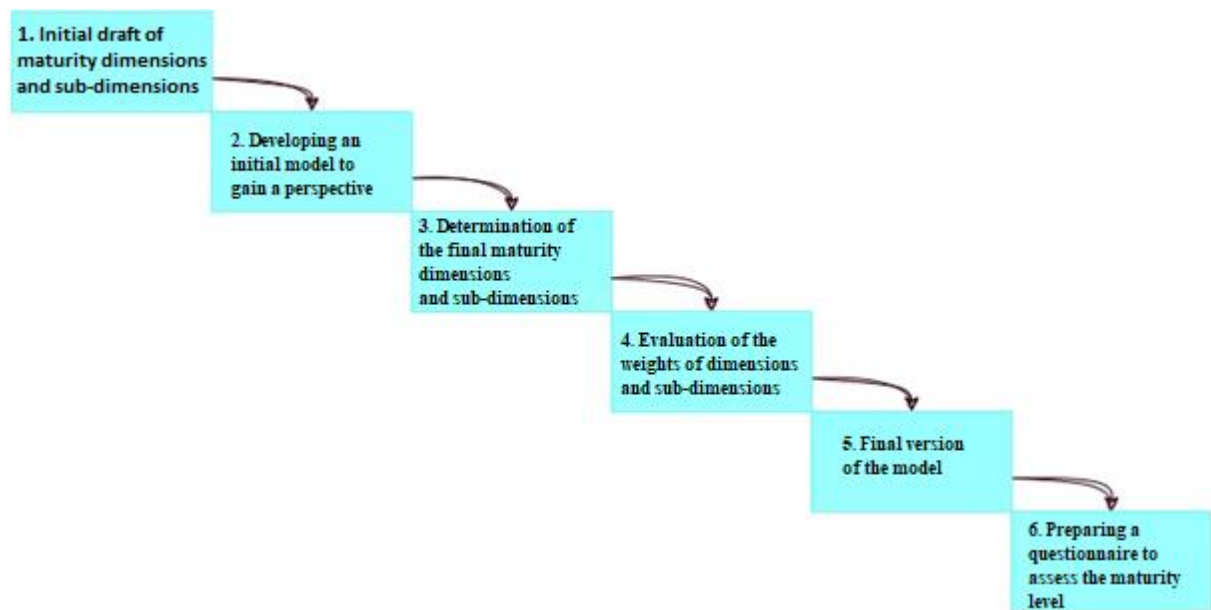 1. Initial draft of
maturity dimensions
and sub-dimensions
2. Developing an
initial model to
gain a perspective
3. Determination of
the final maturity
dimensions
and sub-dimensions
4. Evaluation of the
weights of dimensions
and sub-dimensions
5. Final version
of the model
6. Preparing a
questionnaire to
assess the maturity
level